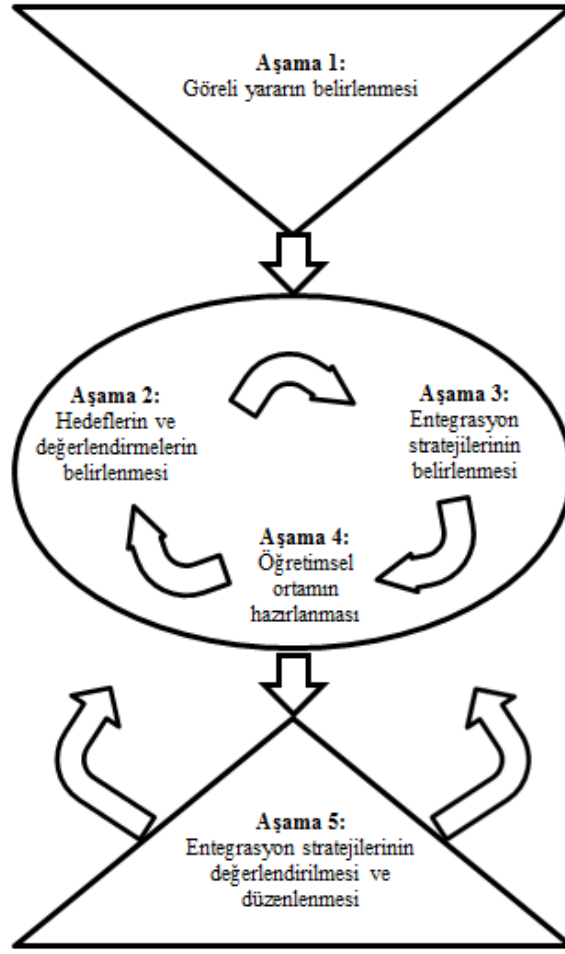 Aşama 1:
Göreli yararın belirlenmesi
Aşama 2:
Hedeflerin ve
değerlendirmelerin
belirlenmesi
Aşama 3:
Entegrasyon
stratejilerinin
belirlenmesi
Aşama 4:
Öğretimsel
ortamın
hazırlanması
Aşama 5:
Entegrasyon stratejilerinin
değerlendirilmesi ve
düzenlenmesi